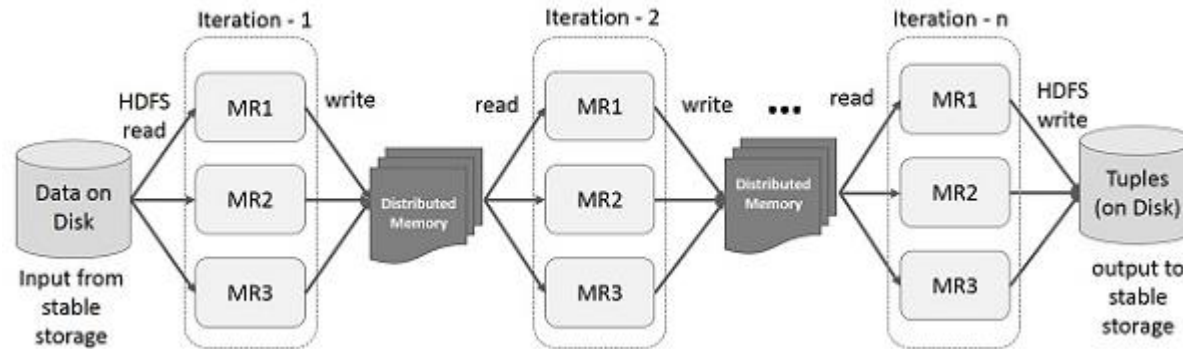 Iteration - 1
Iteration - 2
Iteration - n
HDFS
read
MR1
write
read
MR1
write
...
read
MR1
HDFS
write
Data on
Disk
MR2
Distributed
Memory
MR2
Distributed
Memory
MR2
Tuples
(on Disk)
Input from
stable
storage
MR3
MR3
MR3
output to
stable
storage